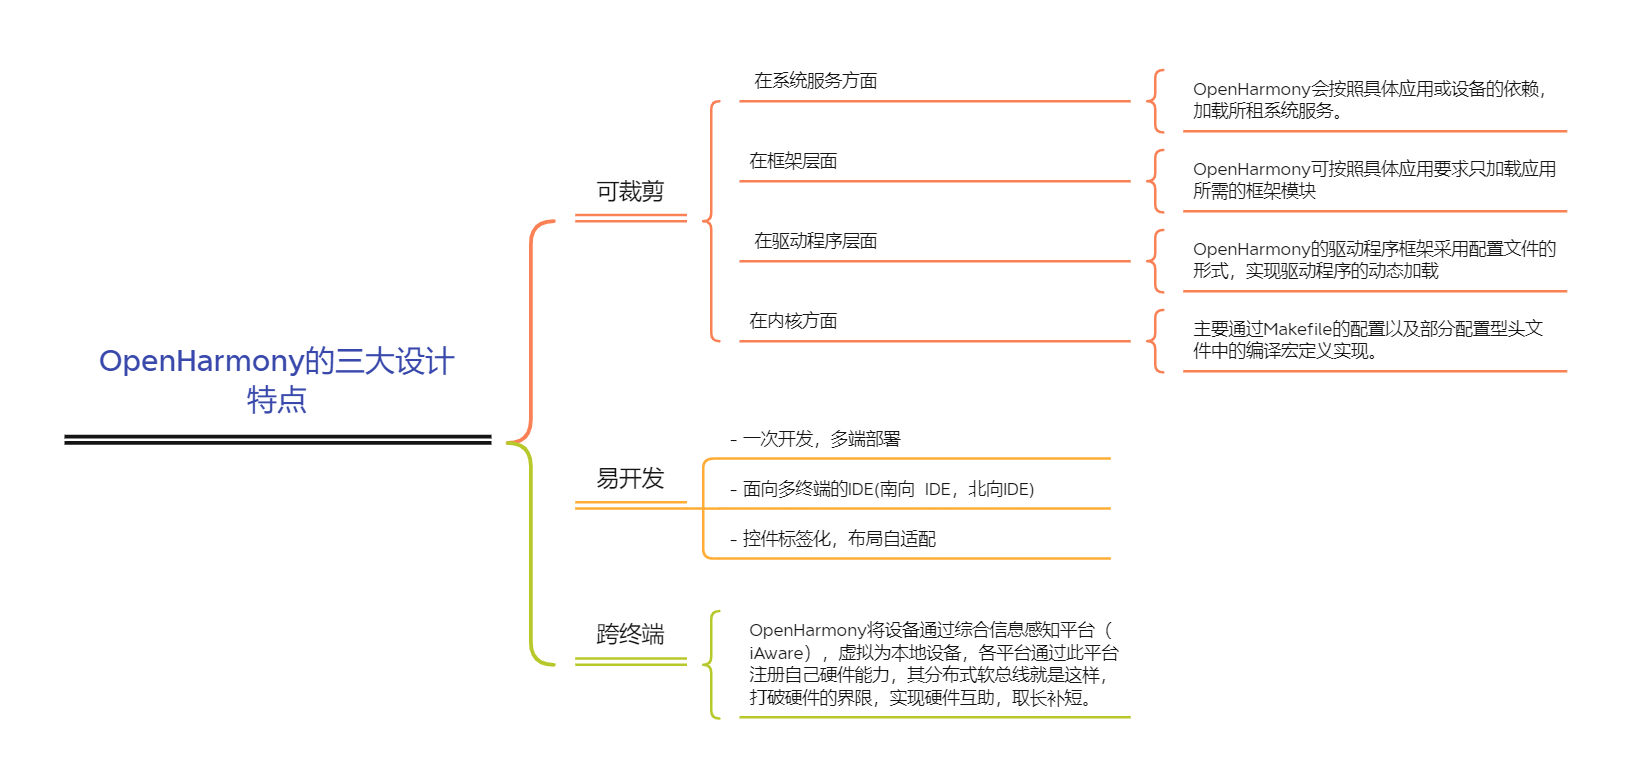 OpenHarmony的三大设计
特点
可裁剪
在系统服务方面
OpenHarmony会按照具体应用或设备的依赖，
加载所租系统服务。
在框架层面
OpenHarmony可按照具体应用要求只加载应用
所需的框架模块
在驱动程序层面
OpenHarmony的驱动程序框架采用配置文件的
形式，实现驱动程序的动态加载
在内核方面
主要通过Makefile的配置以及部分配置型头文
件中的编译宏定义实现。
易开发
- 一次开发，多端部署
- 面向多终端的IDE(南向 IDE，北向IDE)
- 控件标签化，布局自适配
跨终端
OpenHarmony将设备通过综合信息感知平台（
iAware），虚拟为本地设备，各平台通过此平台
注册自己硬件能力，其分布式软总线就是这样，
打破硬件的界限，实现硬件互助，取长补短。